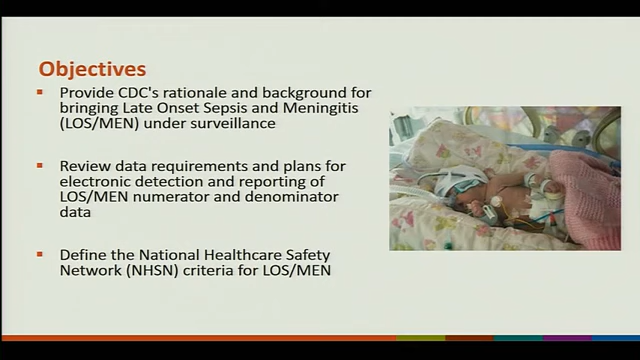 Objectives
▪ Provide CDC's rationale and background for
bringing Late Onset Sepsis and Meningitis
(LOS/MEN) under surveillance
▪ Review data requirements and plans for
electronic detection and reporting of
LOS/MEN numerator and denominator
data
▪ Define the National Healthcare Safety
Network (NHSN) criteria for LOS/MEN